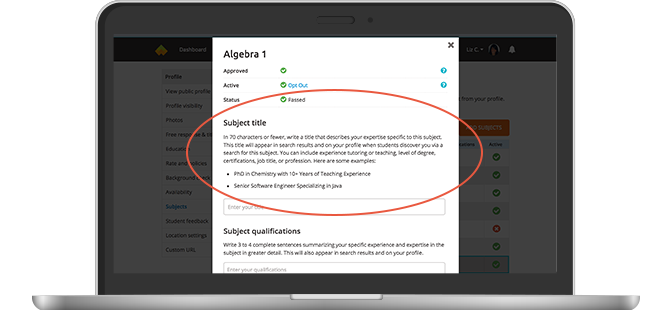 Dashboard
Liz C.
Algebra 1
Approved
Active Opt Out
Status Passed
Subject title
In 70 characters or fewer, write a title that describes your expertise specific to this subject.
This title will appear in search results and on your profile when students discover you via a
search for this subject. You can include experience tutoring or teaching, level of degree,
certifications, job title, or profession. Here are some examples:
• PhD in Chemistry with 10+ Years of Teaching Experience
• Senior Software Engineer Specializing in Java
Enter your
Subject qualifications
Write 3 to 4 complete sentences summarizing your specific experience and expertise in the
subject in greater detail. This will also appear in search results and on your profile.
Enter your qualifications
Profile
View public profile
Profile visibility
Photos
Free response &
Education
Rate and policies
Background check
Availability
Subjects
Student feedback
Location settings
Custom URL
from your profile.
SUBJECTS
Active